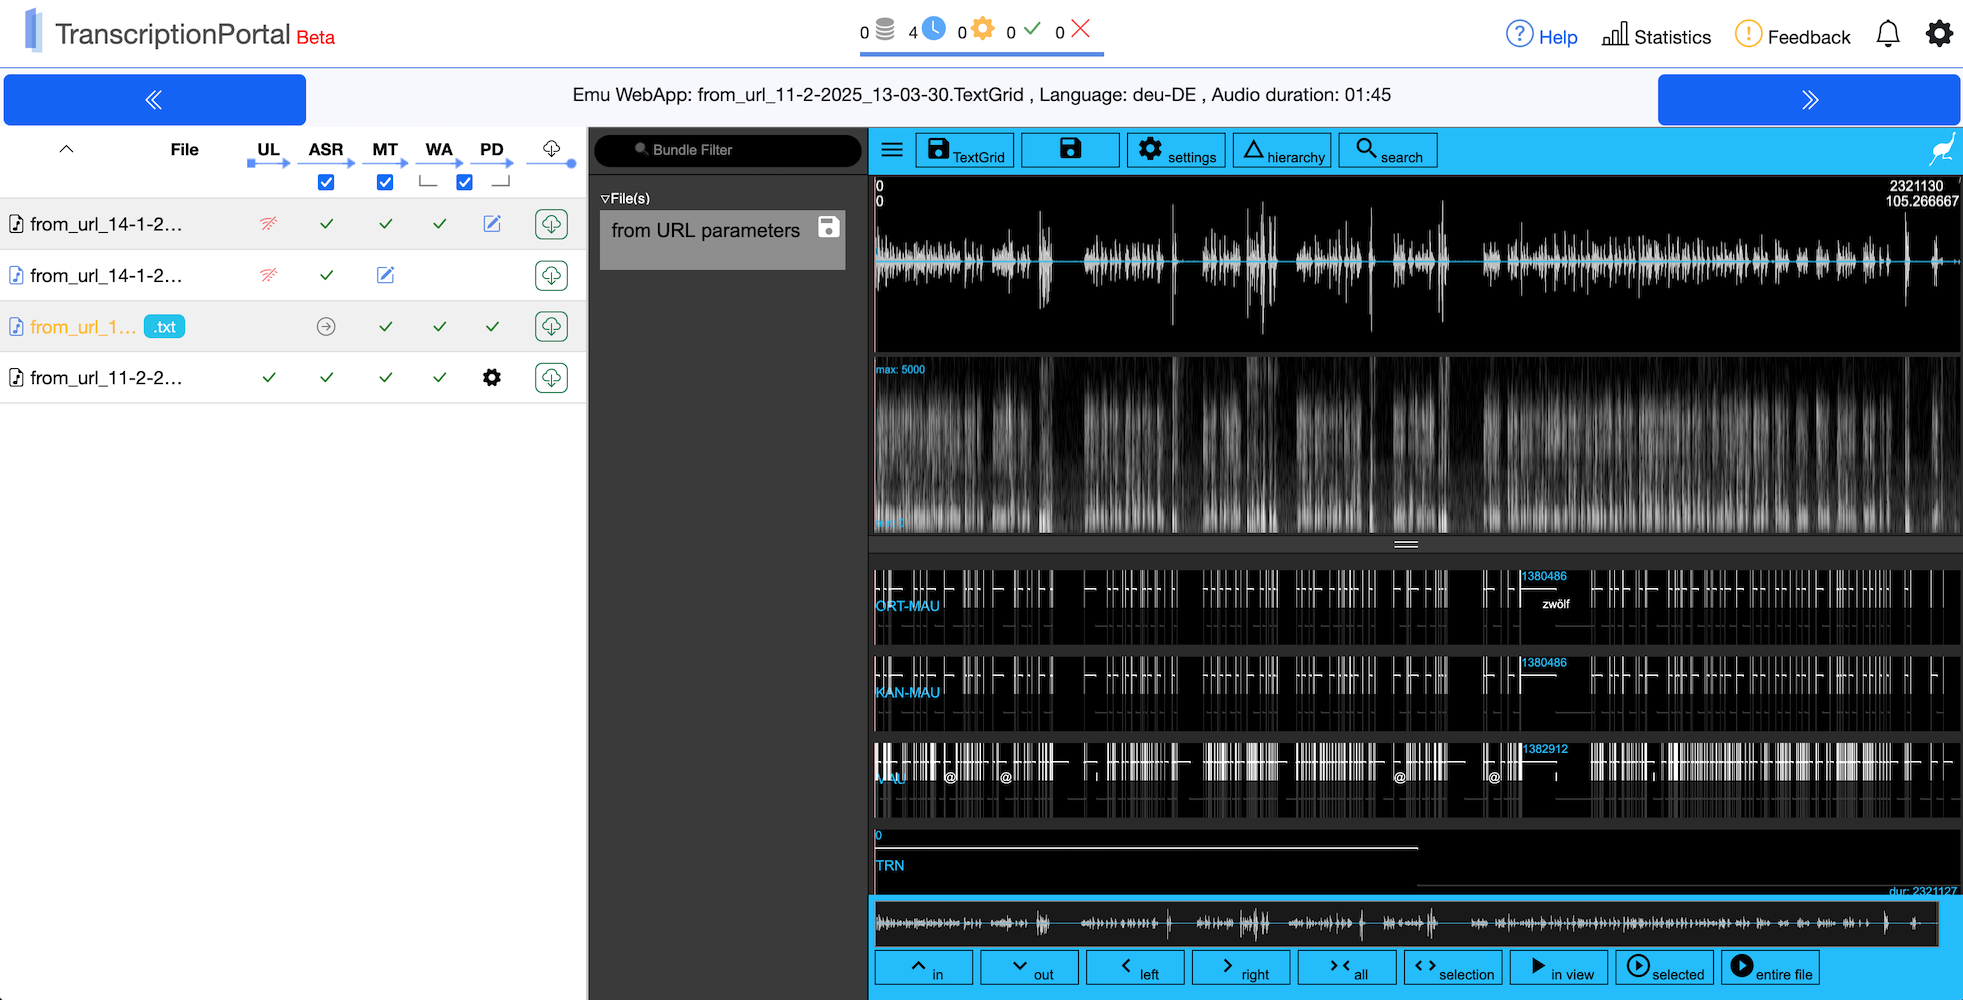 TranscriptionPortal Beta
0 4 0 0 0
Help Statistics Feedback
Emu WebApp: from_url_11-2-2025_13-03-30.TextGrid , Language: deu-DE , Audio duration: 01:45
File UL ASR MT WA PD
from_url_14-1-2...
from_url_14-1-2...
from_url_1... .txt
from_url_11-2-2...
Bundle Filter
▽File(s)
from URL parameters
TextGrid settings hierarchy search
0 2321130
0 105.266667
max: 5000
1380486
ORT-MAU zwölf
1380486
KAN-MAU
1382912
MAU @ @ I @ @ I I
0
TRN
dur: 2321127
in out left right all selection in view selected entire file